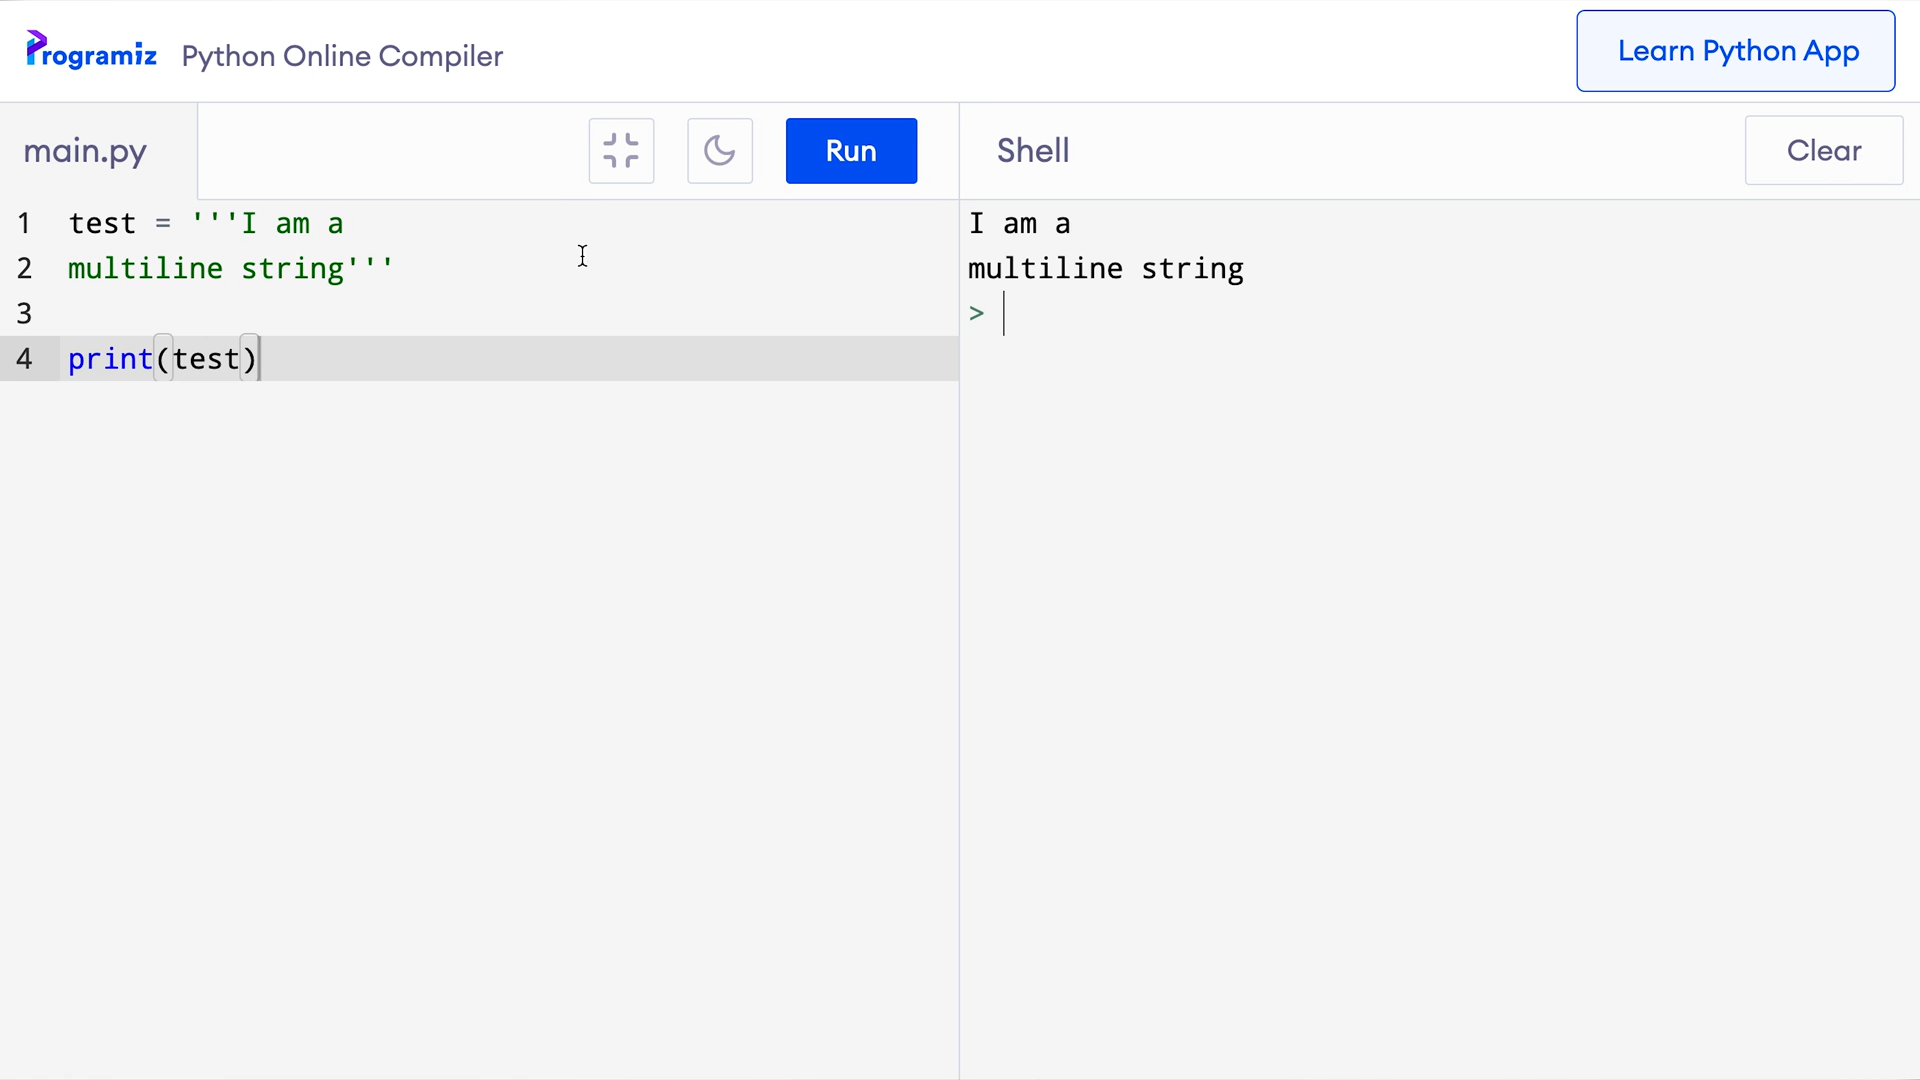 Programiz Python Online Compiler Learn Python App
main.py Run Shell Clear
1 test = '''I am a
2 multiline string'''
3
4 print(test)
I am a
multiline string
>